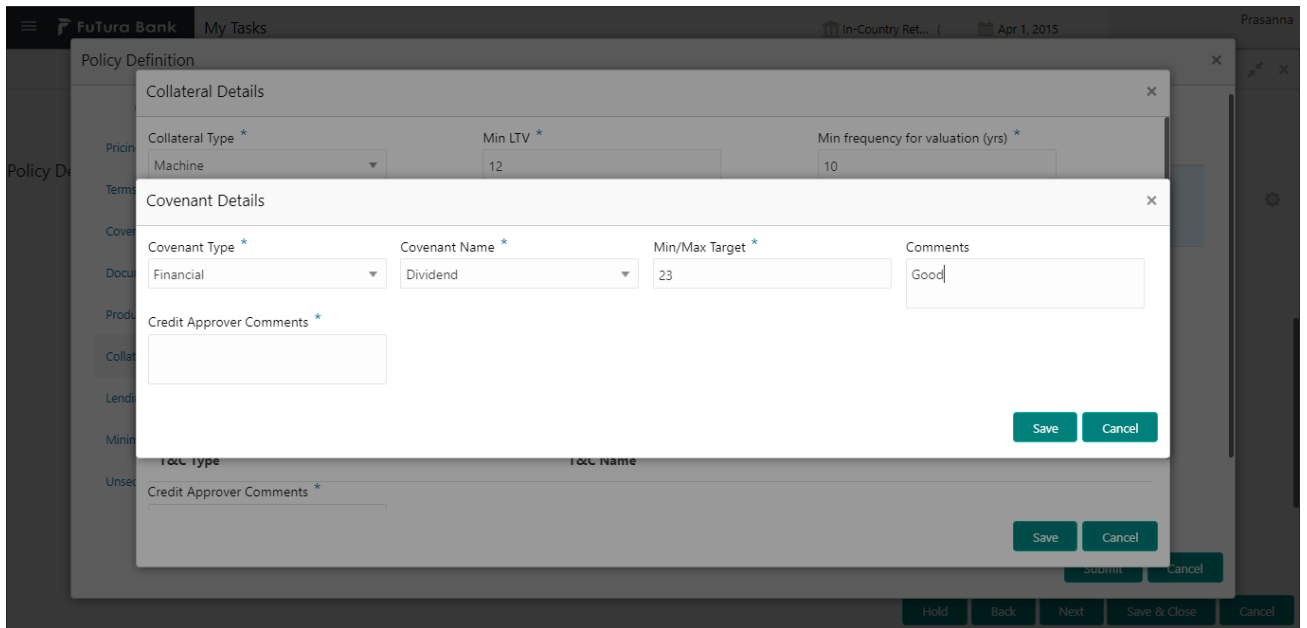 FuTura Bank My Tasks In-Country Ret... ( Apr 1, 2015 Prasanna
Policy Definition
Collateral Details
Collateral Type * Min LTV * Min frequency for valuation (yrs) *
Machine 12 10
Covenant Details
Covenant Type * Covenant Name * Min/Max Target * Comments
Financial Dividend 23 Good
Credit Approver Comments *
Save Cancel
T&C Type T&C Name
Credit Approver Comments *
Save Cancel
Submit Cancel
Hold Back Next Save & Close Cancel
Policy
Terms